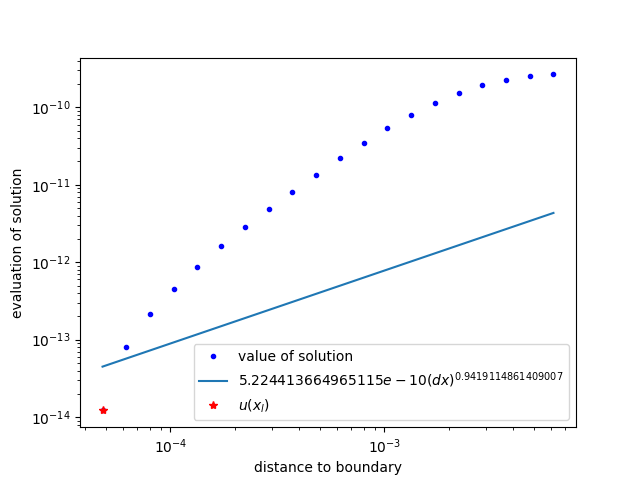 10⁻¹⁰
10⁻¹¹
10⁻¹²
10⁻¹³
10⁻¹⁴
evaluation of solution
value of solution
5.224413664965115e − 10(dx)^0.9419114861409007
u(x_l)
10⁻⁴
10⁻³
distance to boundary